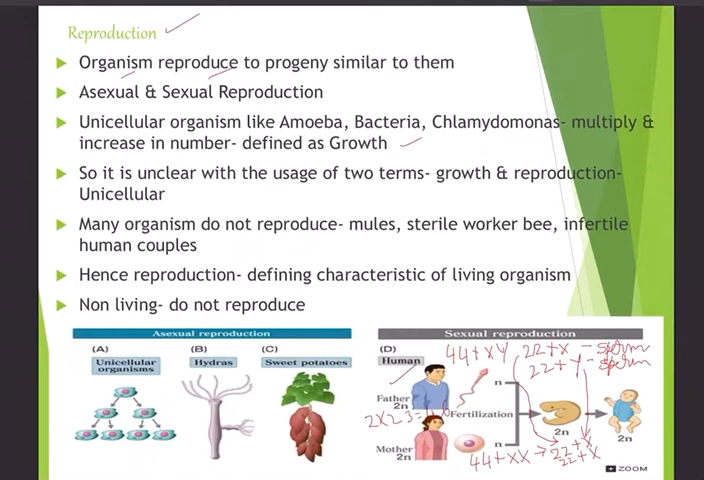 Reproduction
Organism reproduce to progeny similar to them
Asexual & Sexual Reproduction
Unicellular organism like Amoeba, Bacteria, Chlamydomonas- multiply &
increase in number- defined as Growth
So it is unclear with the usage of two terms- growth & reproduction-
Unicellular
Many organism do not reproduce- mules, sterile worker bee, infertile
human couples
Hence reproduction- defining characteristic of living organism
Non living- do not reproduce
Asexual reproduction
(A)
Unicellular
organisms
(B)
Hydras
(C)
Sweet potatoes
Sexual reproduction
(D)
Human
44+XY, 22+X - sperm
22+Y - sperm
Father
2n
n
2X23=46
Fertilization
2n
2n
Mother
2n
n
44+XX → 22+X
22+X
ZOOM